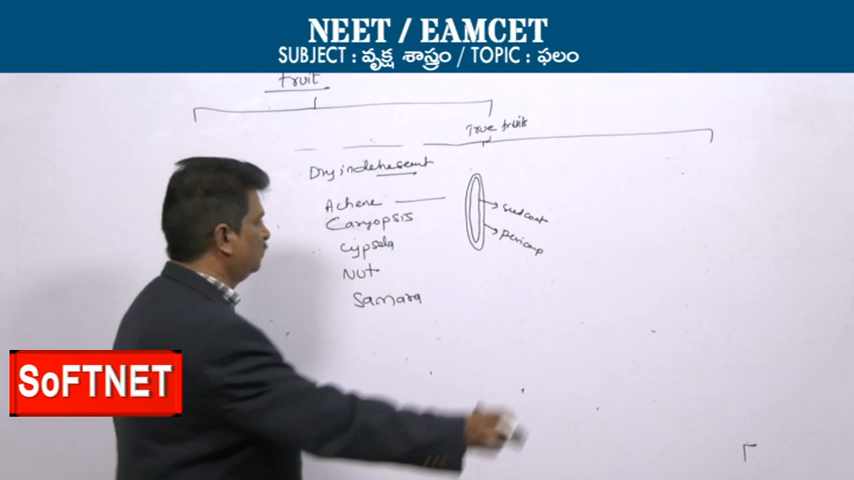 NEET / EAMCET
SUBJECT : వృక్ష శాస్త్రం / TOPIC : ఫలం
fruit
True fruit
Dry indehescent
Achene
Caryopsis
Cypsela
Nut
Samara
Seed coat
Pericarp
SoFTNET